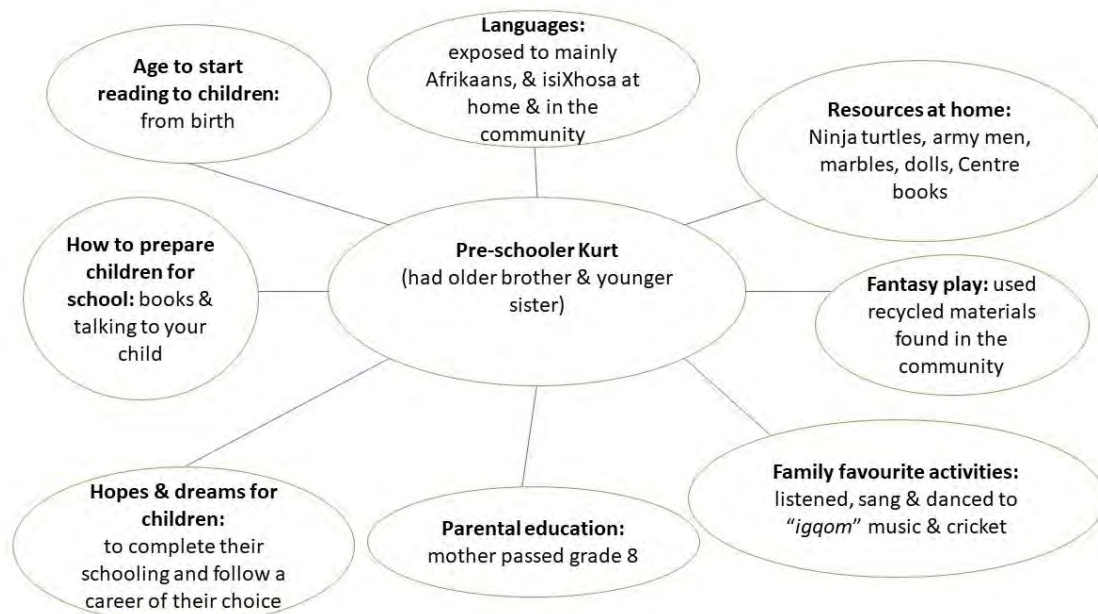 Languages:
exposed to mainly
Afrikaans, & isiXhosa at
home & in the
community
Age to start
reading to children:
from birth
Resources at home:
Ninja turtles, army men,
marbles, dolls, Centre
books
How to prepare
children for
school: books &
talking to your
child
Pre-schooler Kurt
(had older brother & younger
sister)
Fantasy play: used
recycled materials
found in the
community
Hopes & dreams for
children:
to complete their
schooling and follow a
career of their choice
Parental education:
mother passed grade 8
Family favourite activities:
listened, sang & danced to
“igqom” music & cricket